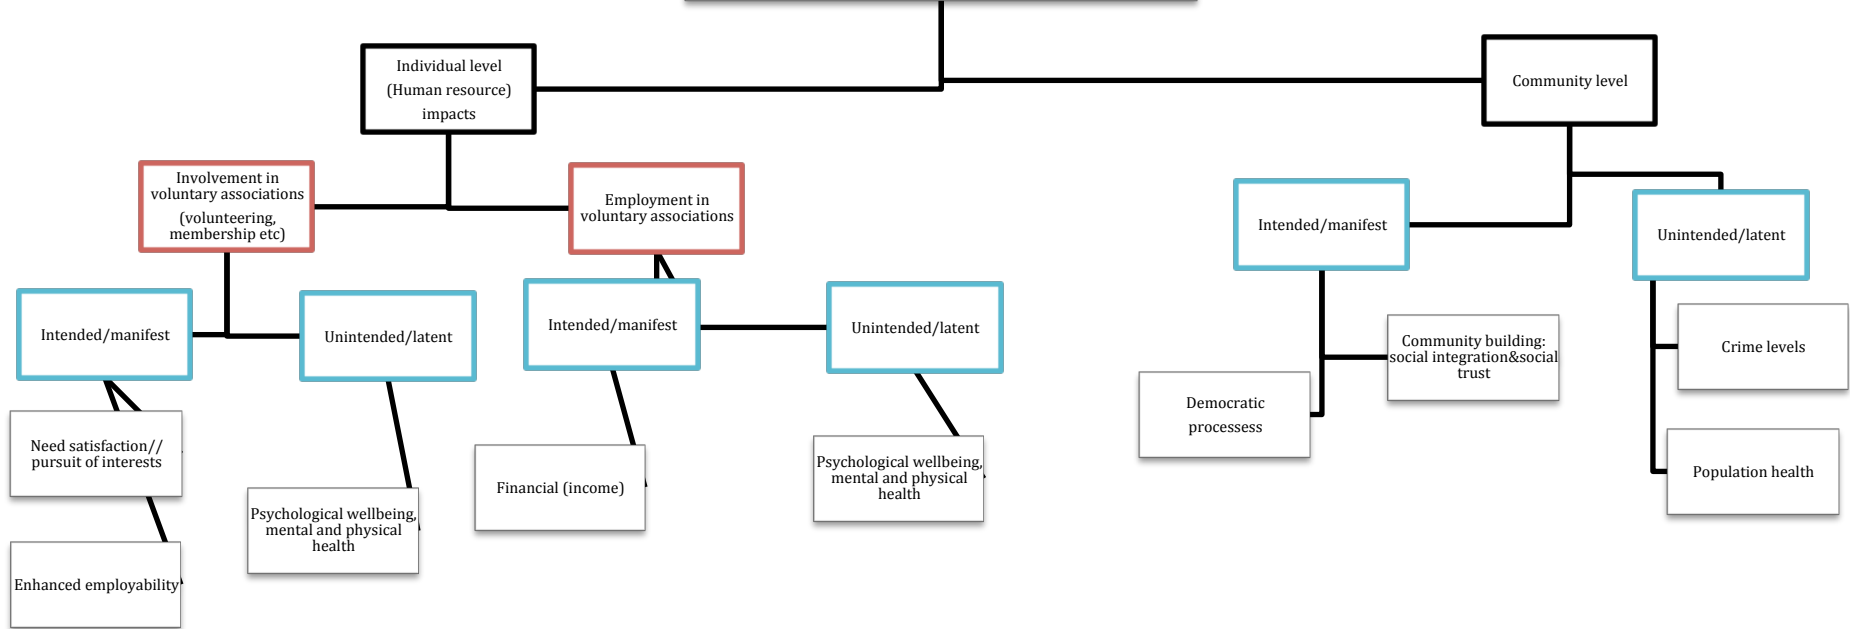 Individual level
(Human resource)
impacts
Community level
Involvement in
voluntary associations
(volunteering,
membership etc)
Employment in
voluntary associations
Intended/manifest
Unintended/latent
Intended/manifest
Unintended/latent
Intended/manifest
Unintended/latent
Need satisfaction//
pursuit of interests
Enhanced employability
Psychological wellbeing,
mental and physical
health
Financial (income)
Psychological wellbeing,
mental and physical
health
Democratic
processess
Community building:
social integration&social
trust
Crime levels
Population health